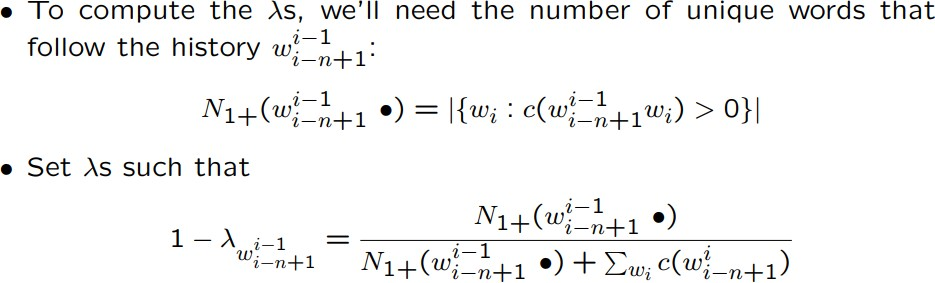 • To compute the λs, we'll need the number of unique words that
follow the history $w_{i-n+1}^{i-1}$:
$N_{1+}(w_{i-n+1}^{i-1} \bullet) = |\{w_i : c(w_{i-n+1}^{i-1} w_i) > 0\}|$
• Set λs such that
$1 - \lambda_{w_{i-n+1}^{i-1}} = \frac{N_{1+}(w_{i-n+1}^{i-1} \bullet)}{N_{1+}(w_{i-n+1}^{i-1} \bullet) + \sum_{w_i} c(w_{i-n+1}^{i})}$